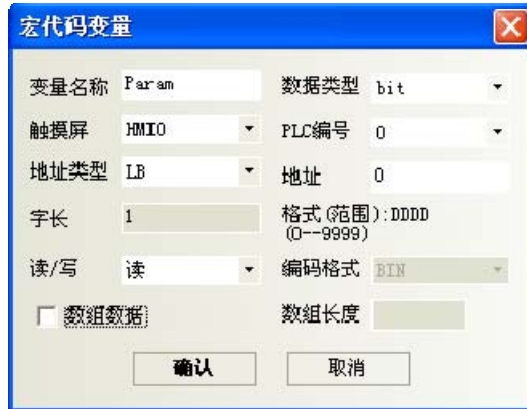 宏代码变量
变量名称 Param 数据类型 bit
触摸屏 HMI0 PLC编号 0
地址类型 LB 地址 0
字长 1 格式(范围):DDDD
(0--9999)
读/写 读 编码格式 BIN
数组数据 数组长度
确认 取消